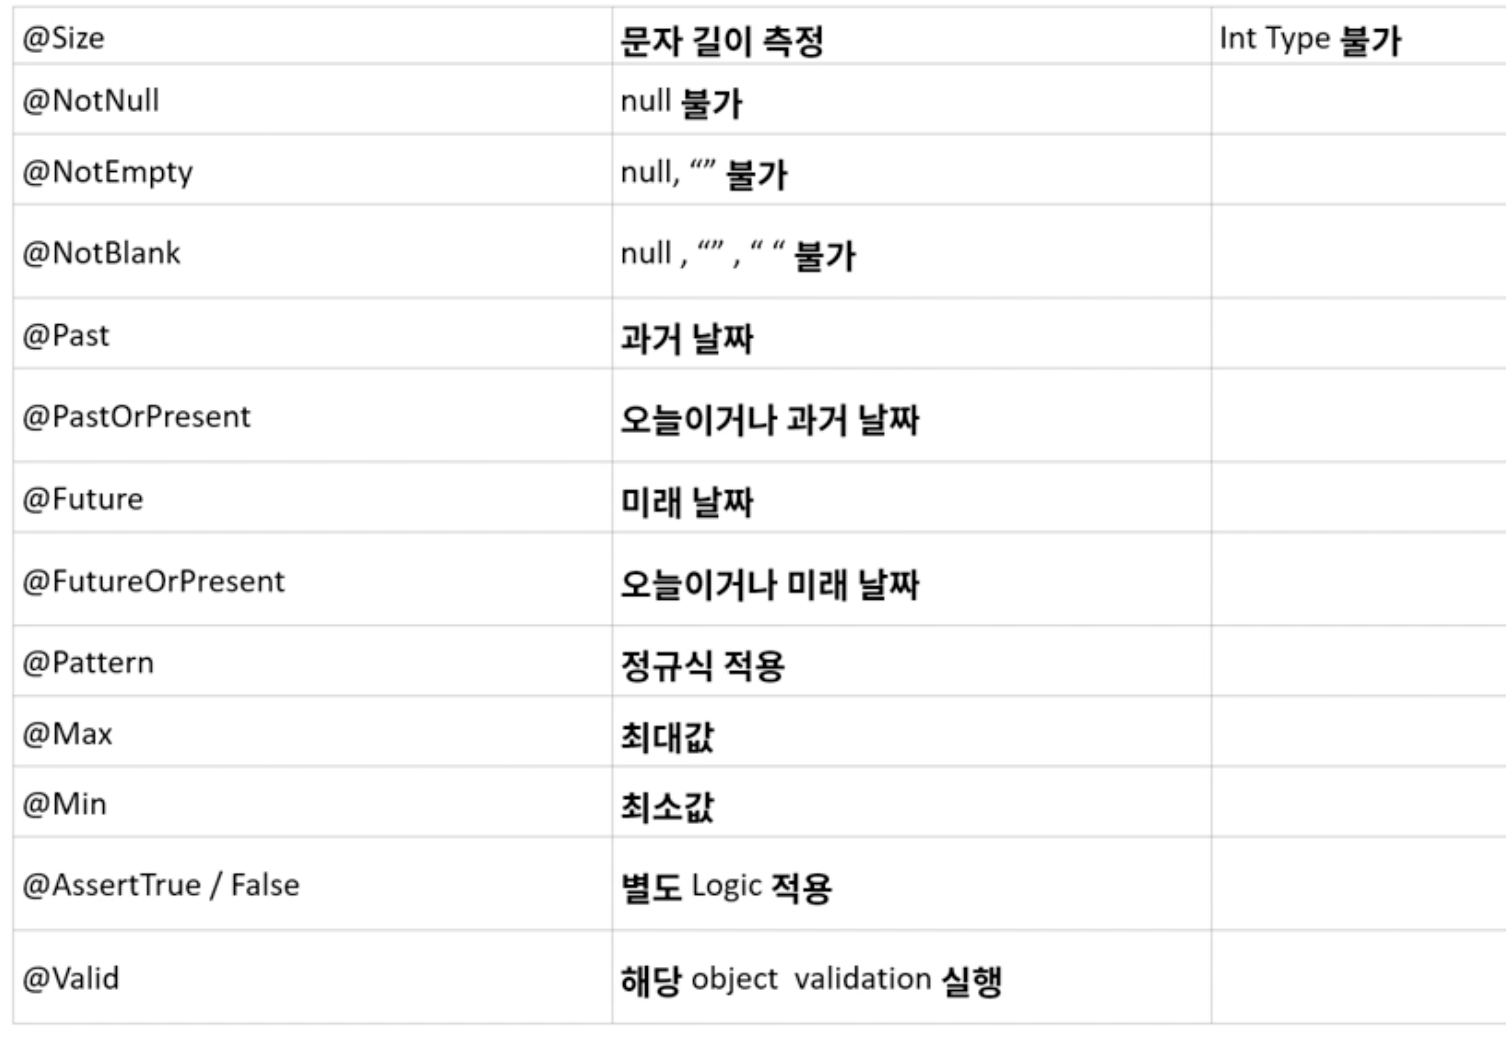 @Size 문자 길이 측정 Int Type 불가
@NotNull null 불가
@NotEmpty null, “” 불가
@NotBlank null , “” , “ “ 불가
@Past 과거 날짜
@PastOrPresent 오늘이거나 과거 날짜
@Future 미래 날짜
@FutureOrPresent 오늘이거나 미래 날짜
@Pattern 정규식 적용
@Max 최대값
@Min 최소값
@AssertTrue / False 별도 Logic 적용
@Valid 해당 object validation 실행